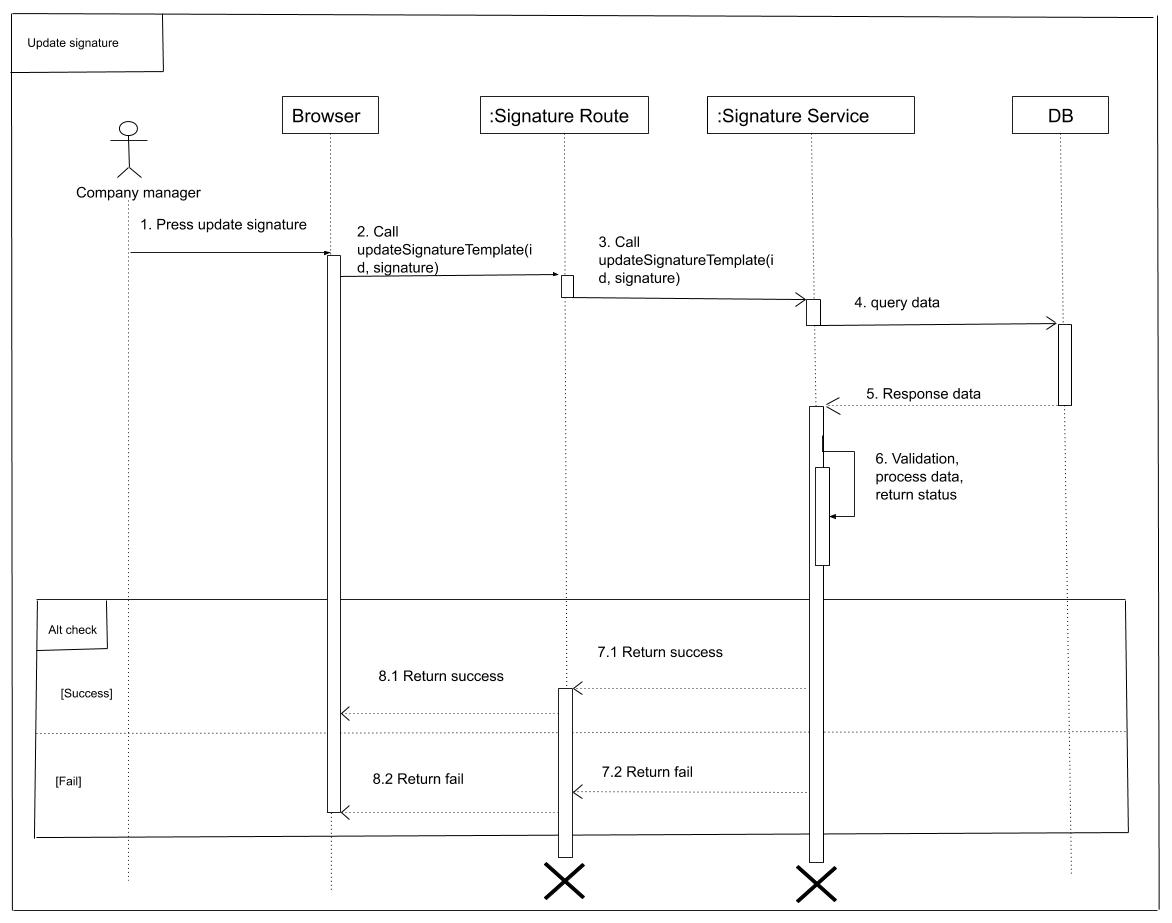 Update signature
Browser
:Signature Route
:Signature Service
DB
Company manager
1. Press update signature
2. Call
updateSignatureTemplate(i
d, signature)
3. Call
updateSignatureTemplate(i
d, signature)
4. query data
5. Response data
6. Validation,
process data,
return status
Alt check
7.1 Return success
8.1 Return success
[Success]
7.2 Return fail
8.2 Return fail
[Fail]